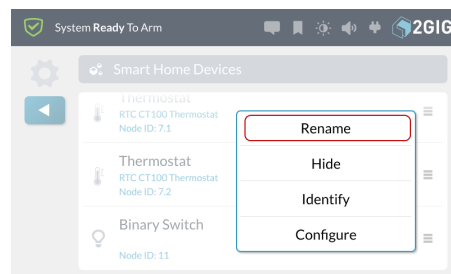 System Ready To Arm
2GIG
Smart Home Devices
Thermostat
RTC CT100 Thermostat
Node ID: 7.1
Thermostat
RTC CT100 Thermostat
Node ID: 7.2
Binary Switch
Node ID: 11
Rename
Hide
Identify
Configure